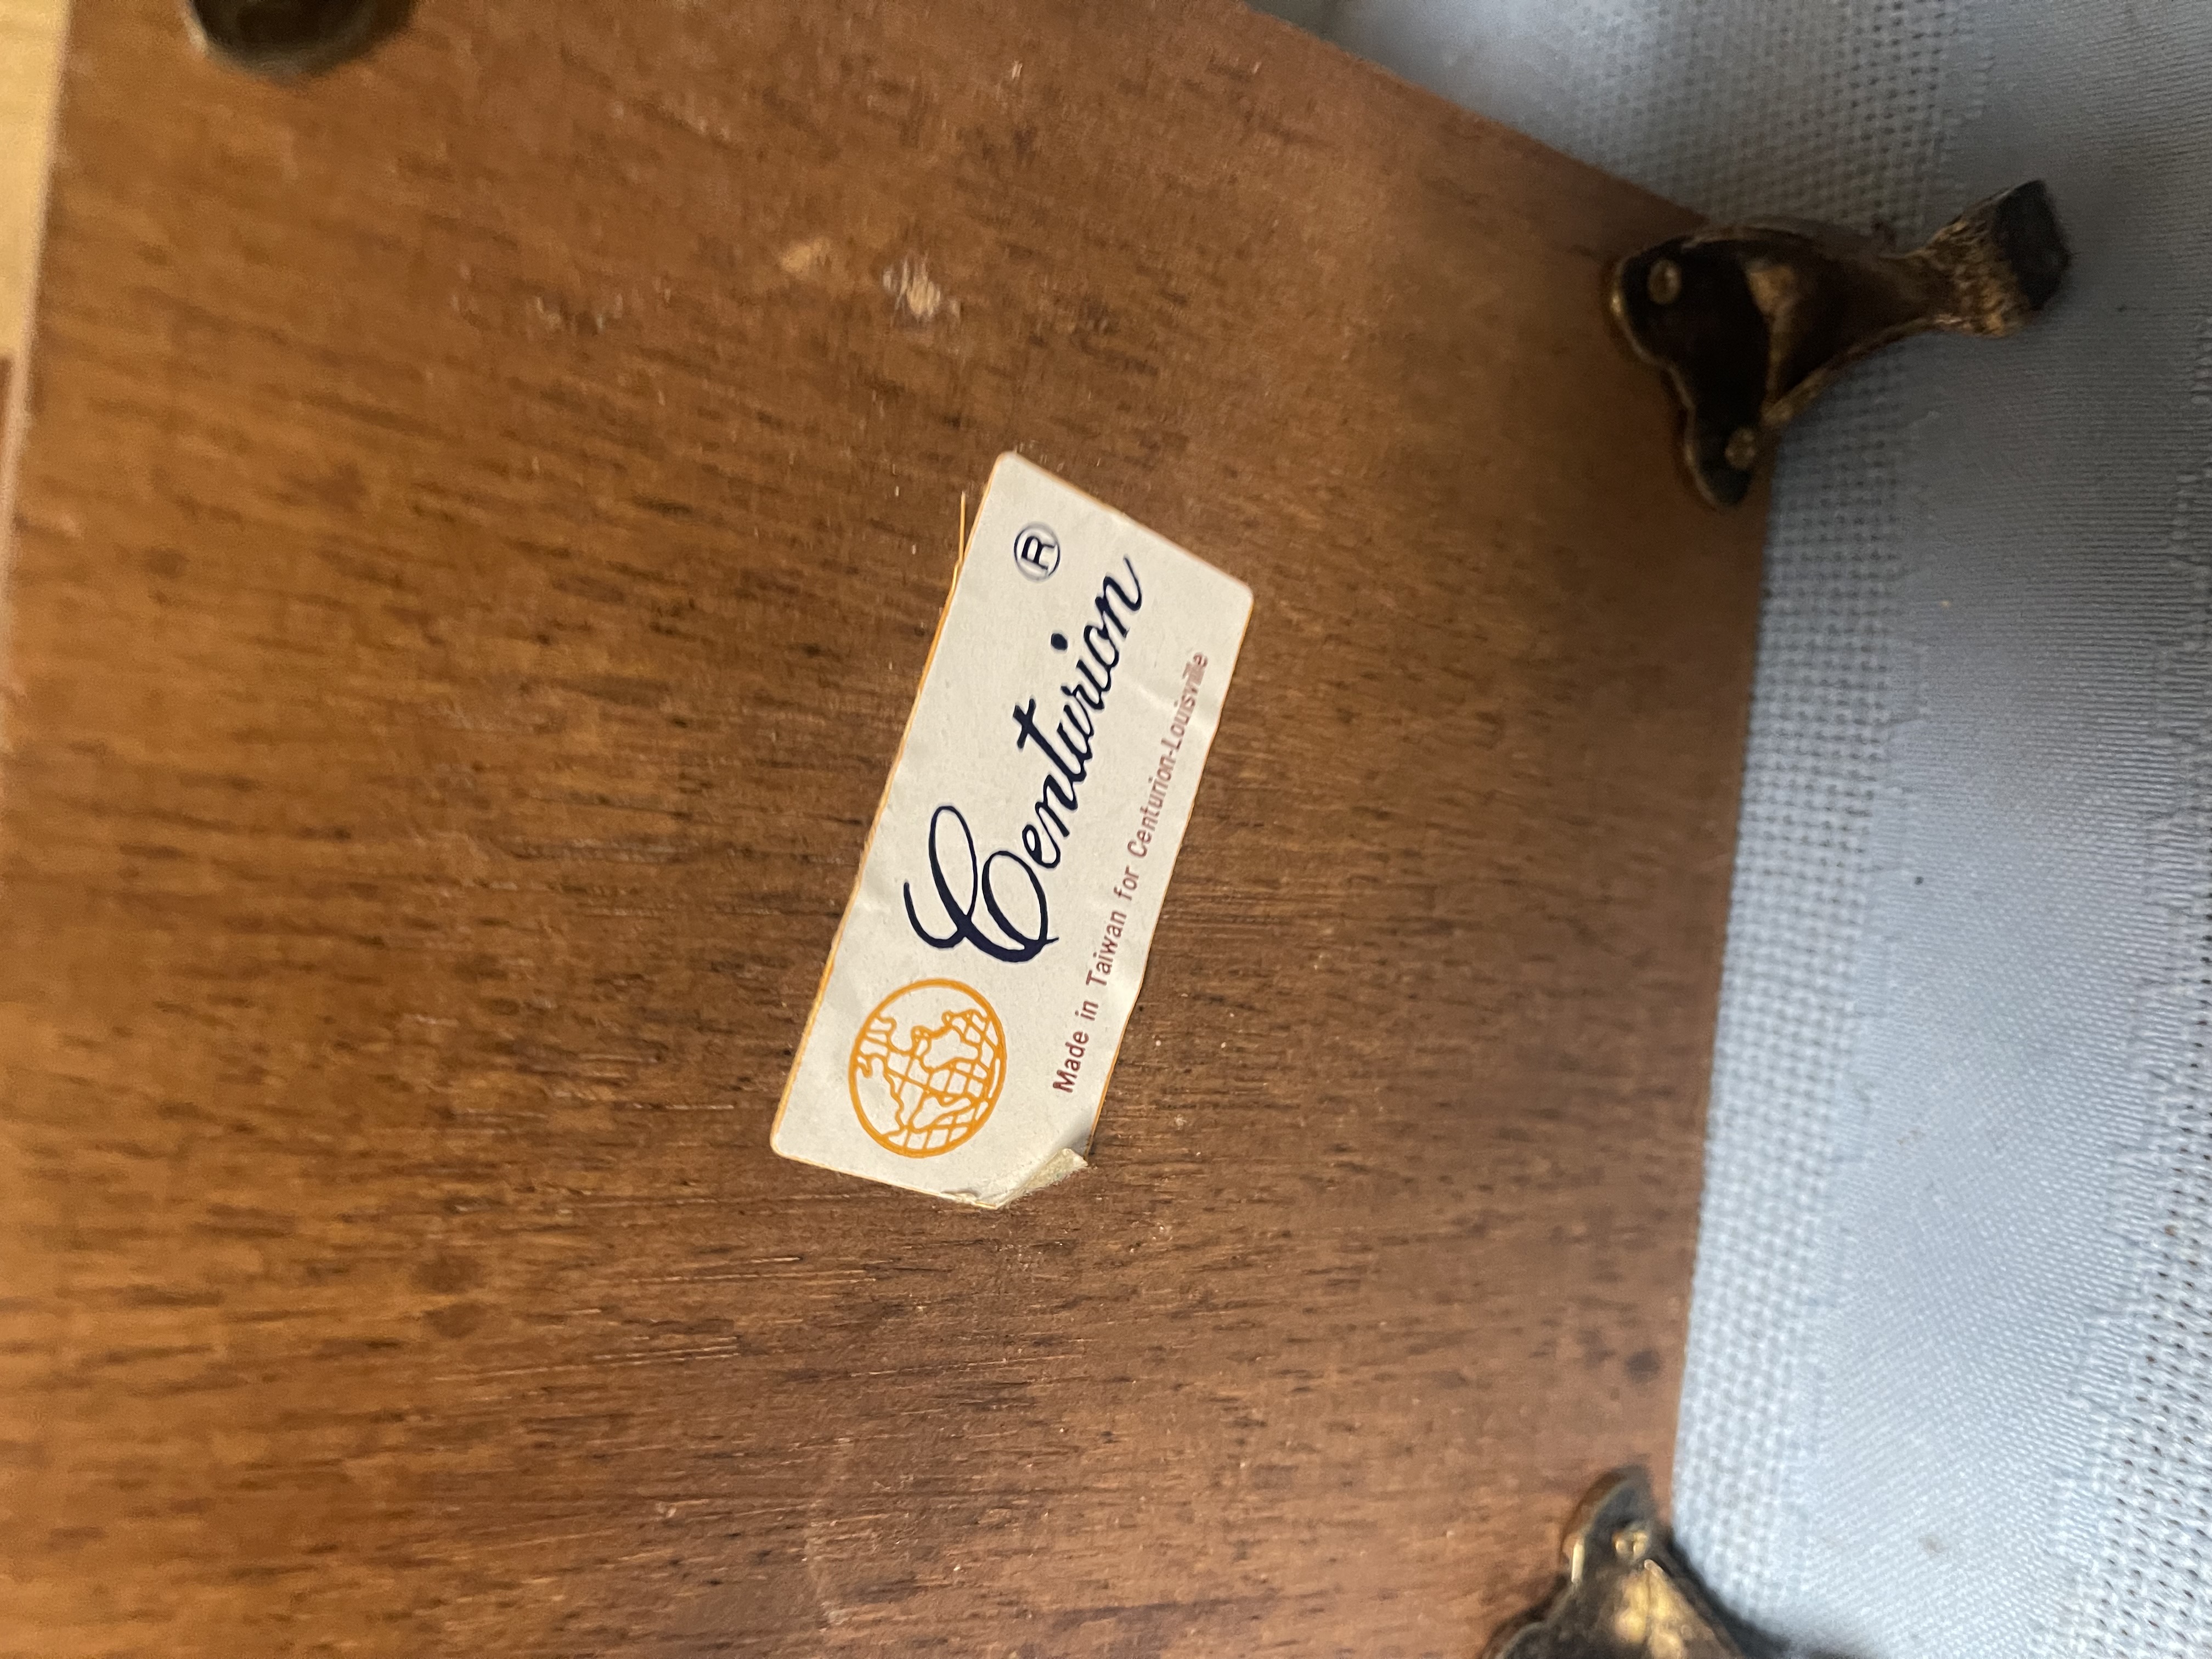 Centurion ®
Made in Taiwan for Centurion-Louisville